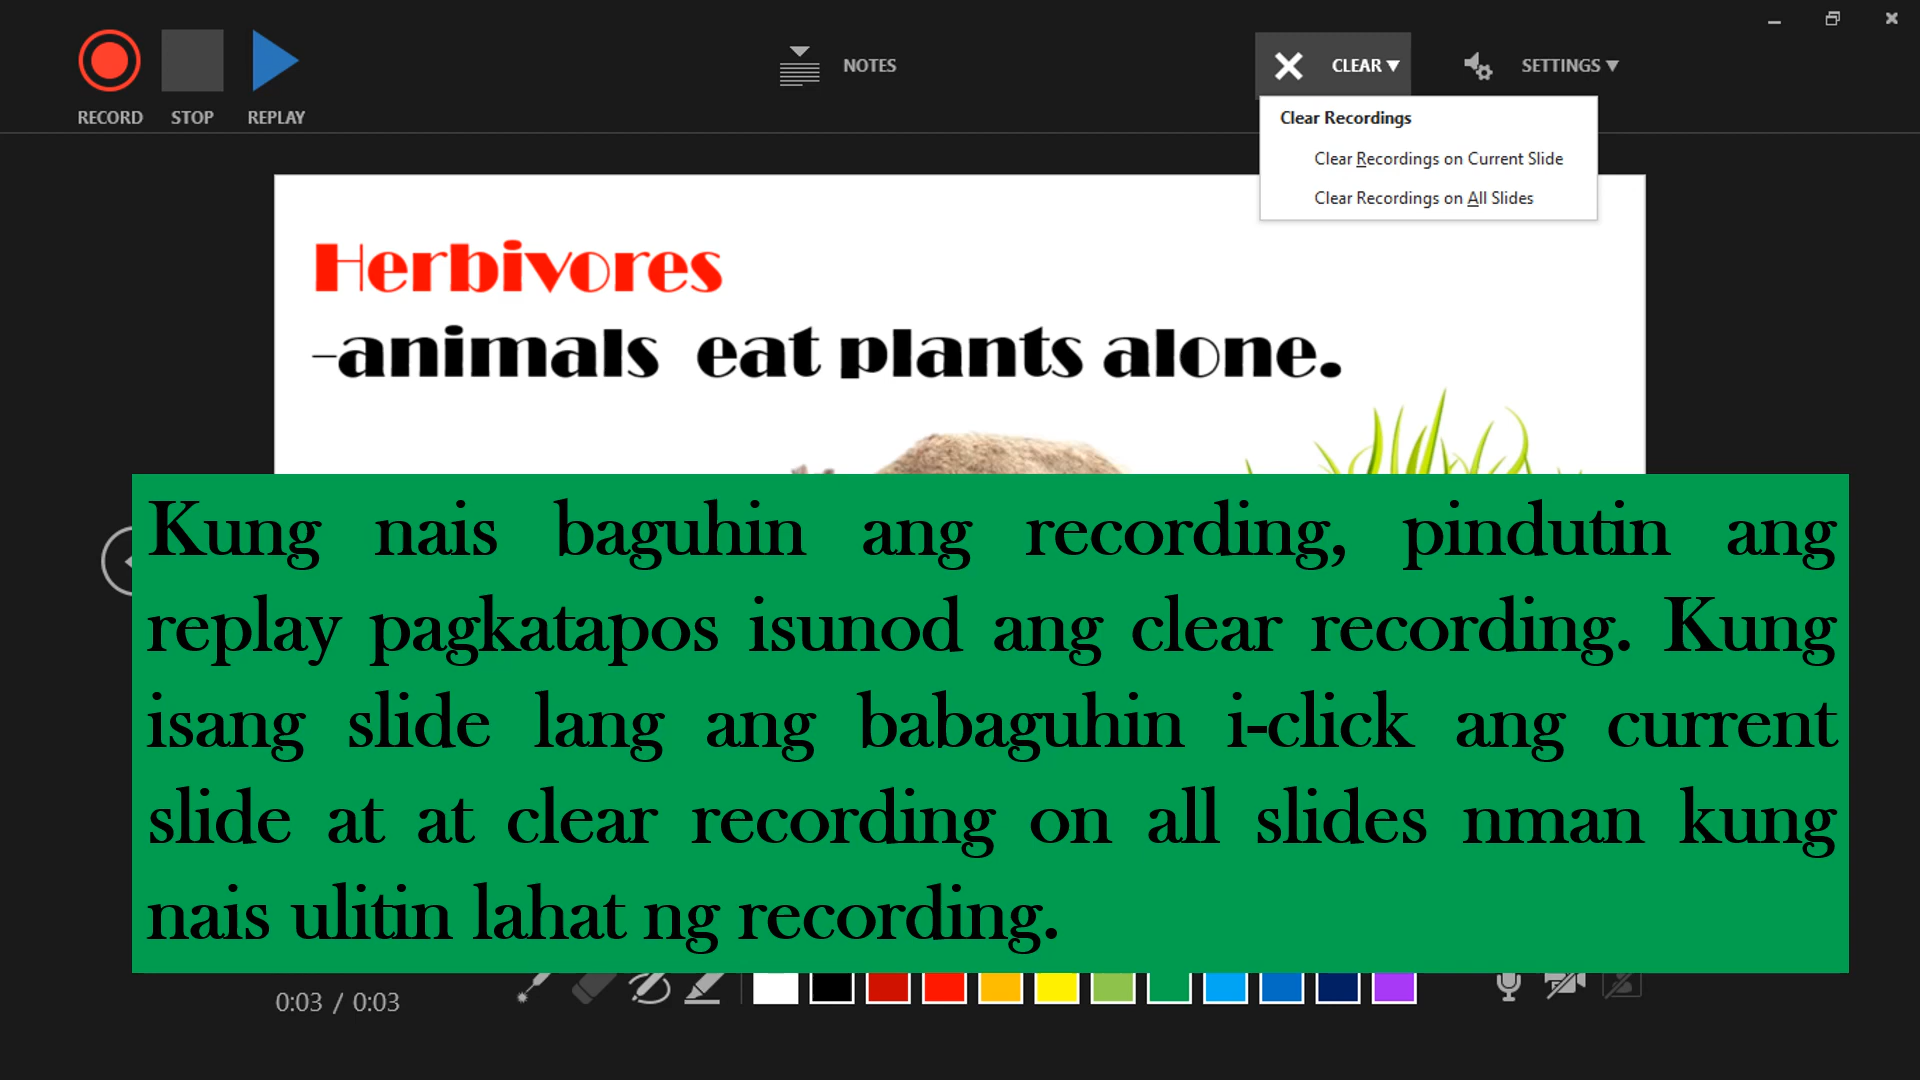 RECORD
STOP
REPLAY
NOTES
CLEAR
SETTINGS
Clear Recordings
Clear Recordings on Current Slide
Clear Recordings on All Slides
Herbivores
-animals eat plants alone.
Kung nais baguhin ang recording, pindutin ang
replay pagkatapos isunod ang clear recording. Kung
isang slide lang ang babaguhin i-click ang current
slide at at clear recording on all slides nman kung
nais ulitin lahat ng recording.
0:03 / 0:03